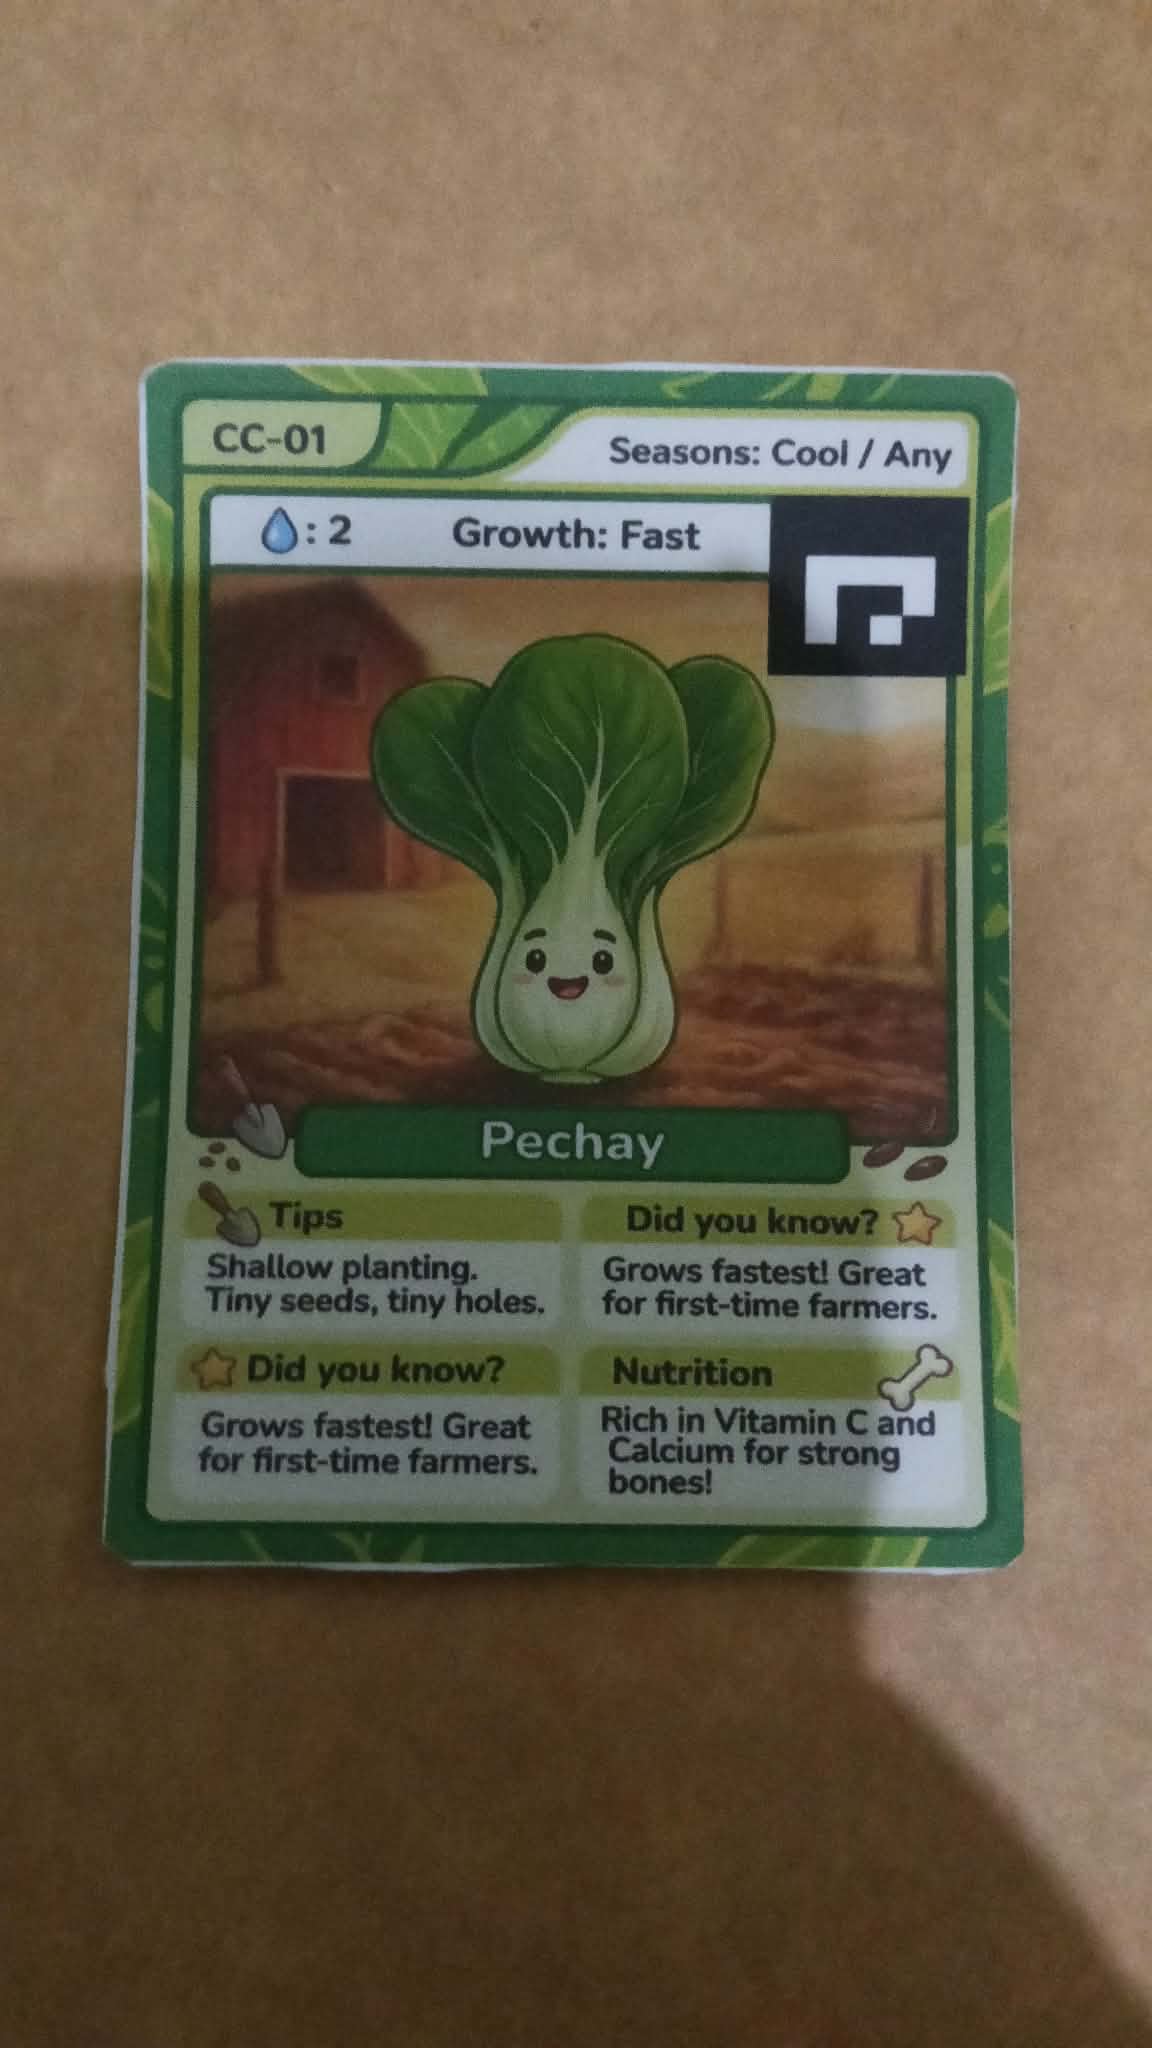 CC-01
Seasons: Cool / Any
: 2
Growth: Fast
Pechay
Tips
Shallow planting.
Tiny seeds, tiny holes.
Did you know?
Grows fastest! Great
for first-time farmers.
Did you know?
Grows fastest! Great
for first-time farmers.
Nutrition
Rich in Vitamin C and
Calcium for strong
bones!